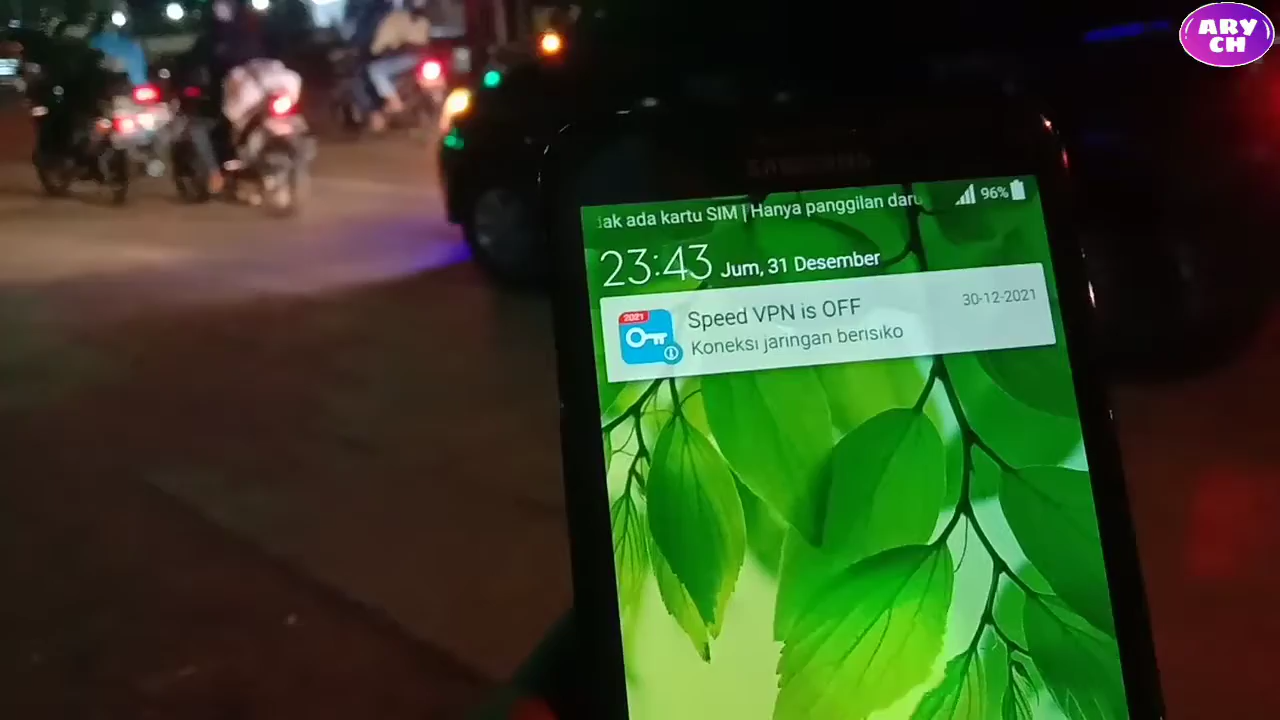 ARY
CH
SAMSUNG
ak ada kartu SIM | Hanya panggilan daru
96%
23:43 Jum, 31 Desember
2021
Speed VPN is OFF
30-12-2021
Koneksi jaringan berisiko